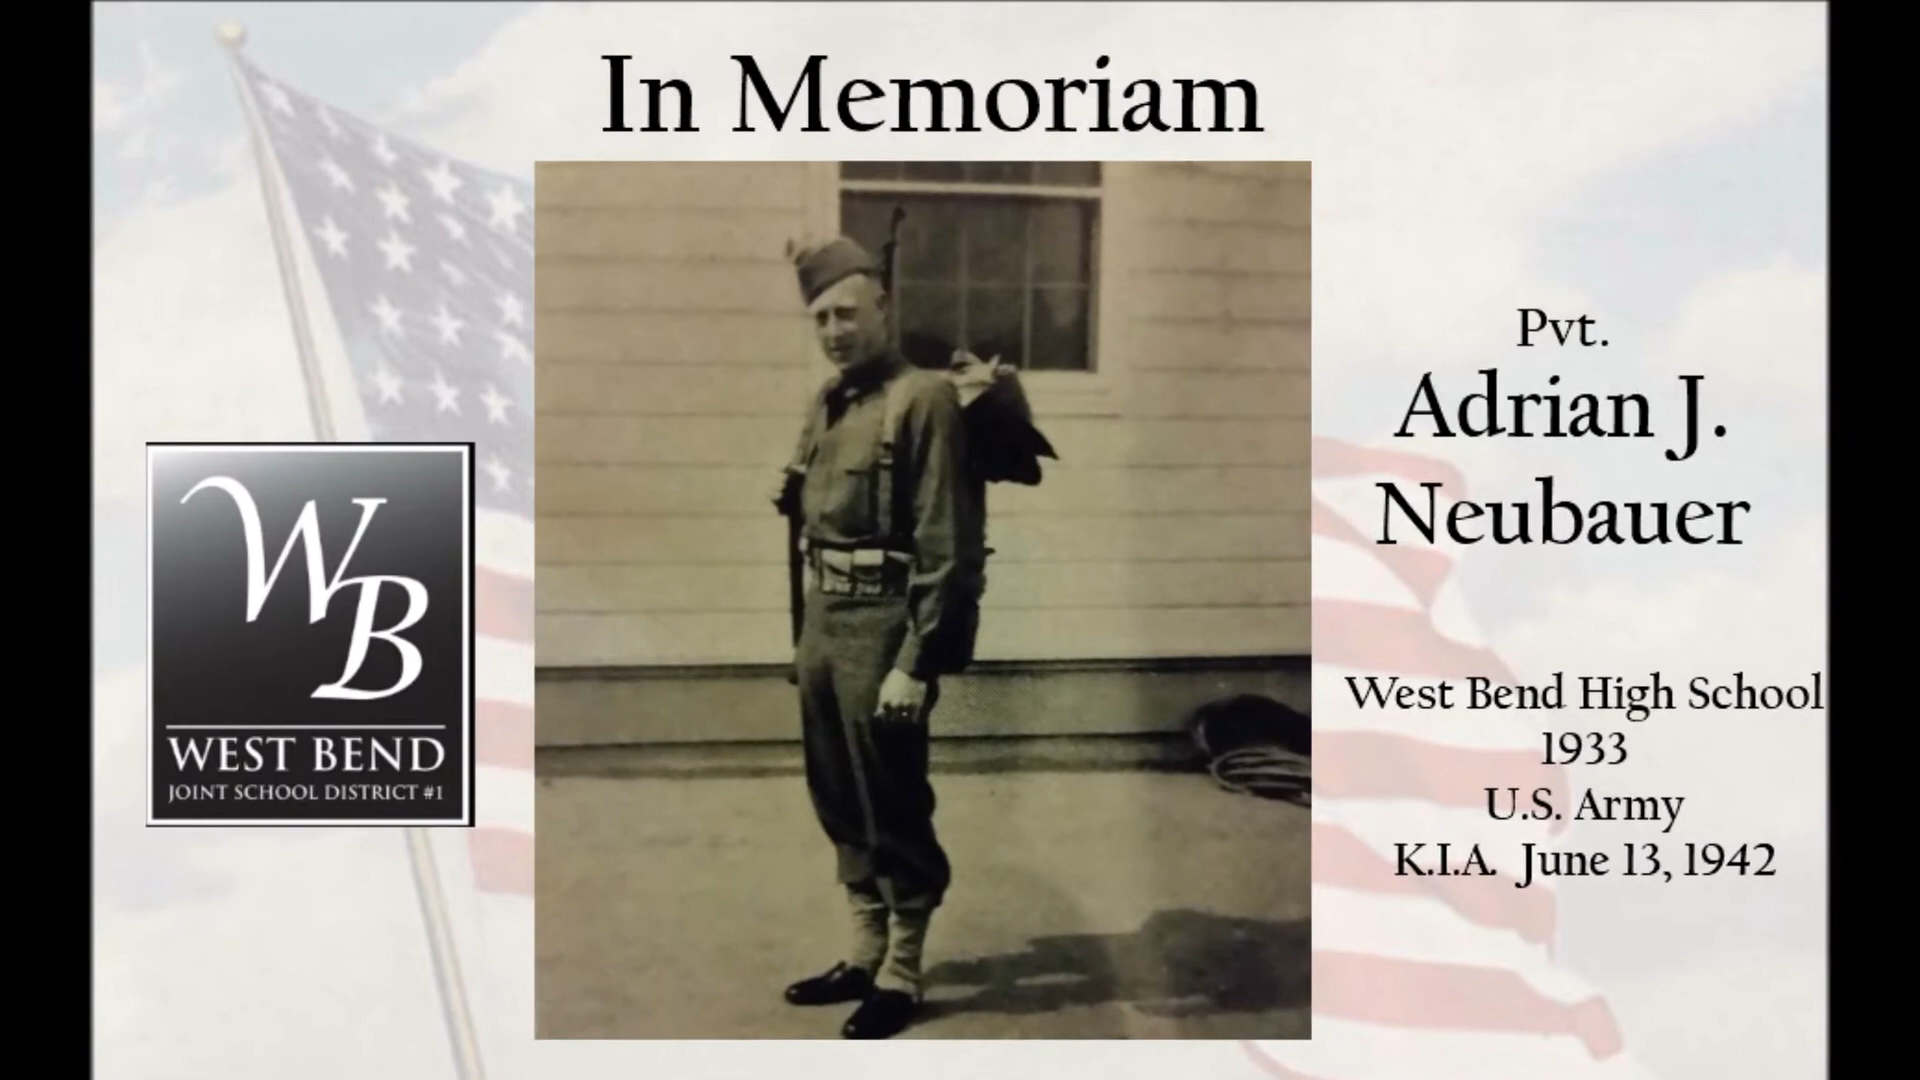 In Memoriam
Pvt.
Adrian J.
Neubauer
West Bend High School
1933
U.S. Army
K.I.A. June 13, 1942
WB
WEST BEND
JOINT SCHOOL DISTRICT #1